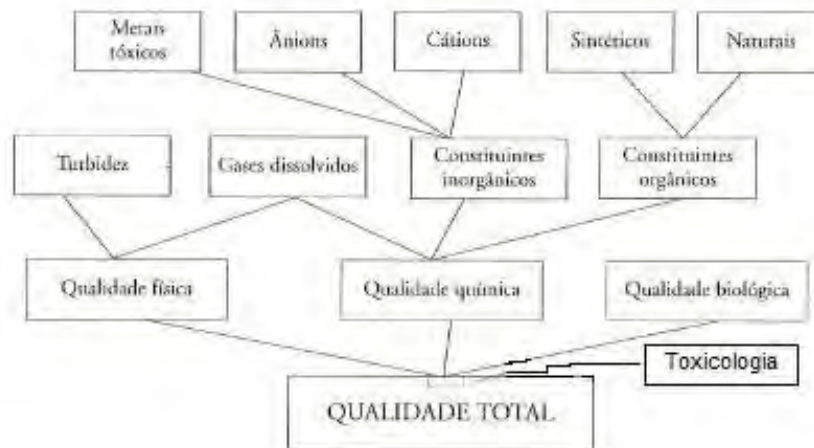 Metais
tóxicos
Ânions
Cátions
Sintéticos
Naturais
Turbidez
Gases dissolvidos
Constituintes
inorgânicos
Constituintes
orgânicos
Qualidade física
Qualidade química
Qualidade biológica
Toxicologia
QUALIDADE TOTAL